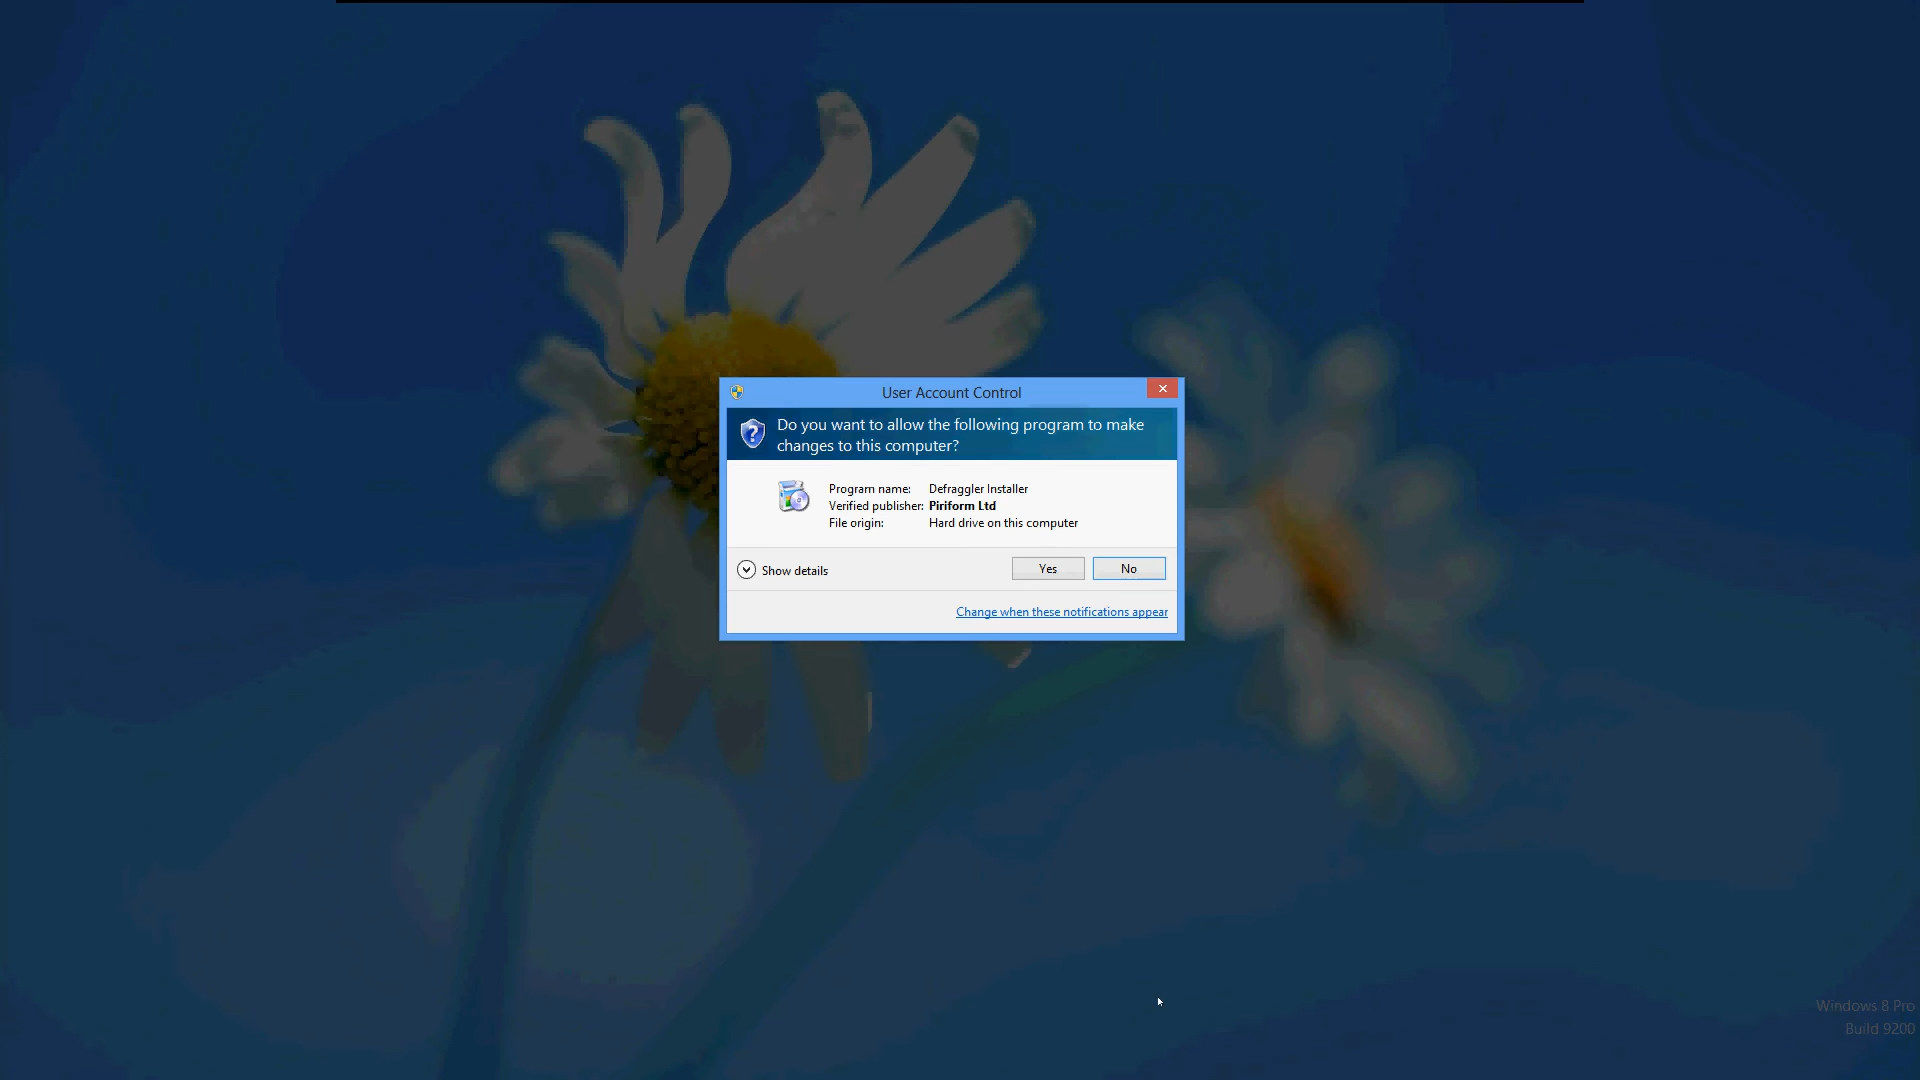 User Account Control
Do you want to allow the following program to make
changes to this computer?
Program name: Defraggler Installer
Verified publisher: Piriform Ltd
File origin: Hard drive on this computer
Show details
Yes
No
Change when these notifications appear
Windows 8 Pro
Build 9200